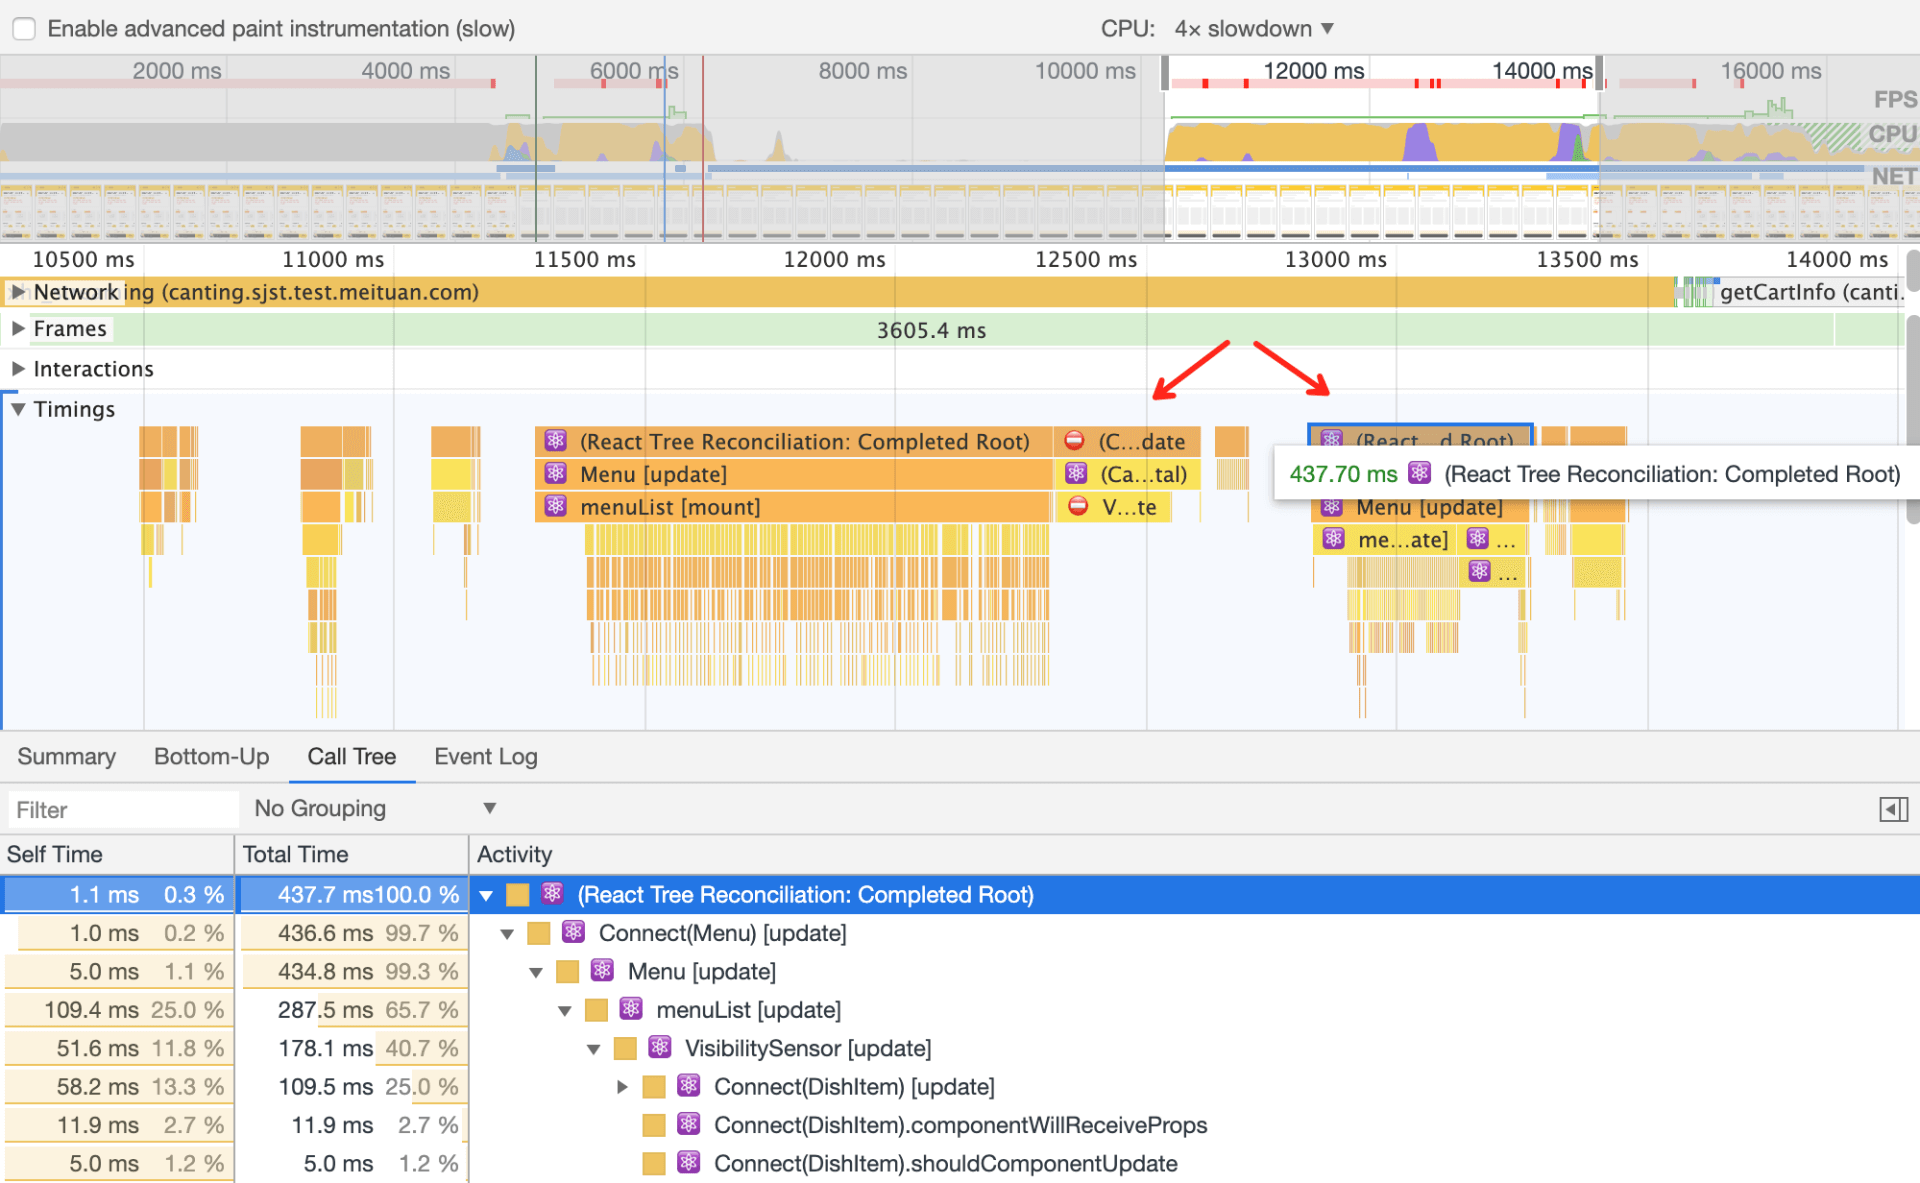 Enable advanced paint instrumentation (slow) CPU: 4× slowdown ▼
2000 ms 4000 ms 6000 ms 8000 ms 10000 ms 12000 ms 14000 ms 16000 ms
FPS
CPU
NET
10500 ms 11000 ms 11500 ms 12000 ms 12500 ms 13000 ms 13500 ms 14000 ms
Network ing (canting.sjst.test.meituan.com) getCartInfo (canti.
Frames 3605.4 ms
Interactions
Timings
(React Tree Reconciliation: Completed Root) (C…date (React…d Root)
Menu [update] (Ca…tal) 437.70 ms (React Tree Reconciliation: Completed Root)
menuList [mount] V…te Menu [update]
me…ate] …
…
Summary Bottom-Up Call Tree Event Log
Filter No Grouping ▼
Self Time Total Time Activity
1.1 ms 0.3 % 437.7 ms 100.0 % (React Tree Reconciliation: Completed Root)
1.0 ms 0.2 % 436.6 ms 99.7 % Connect(Menu) [update]
5.0 ms 1.1 % 434.8 ms 99.3 % Menu [update]
109.4 ms 25.0 % 287.5 ms 65.7 % menuList [update]
51.6 ms 11.8 % 178.1 ms 40.7 % VisibilitySensor [update]
58.2 ms 13.3 % 109.5 ms 25.0 % Connect(DishItem) [update]
11.9 ms 2.7 % 11.9 ms 2.7 % Connect(DishItem).componentWillReceiveProps
5.0 ms 1.2 % 5.0 ms 1.2 % Connect(DishItem).shouldComponentUpdate